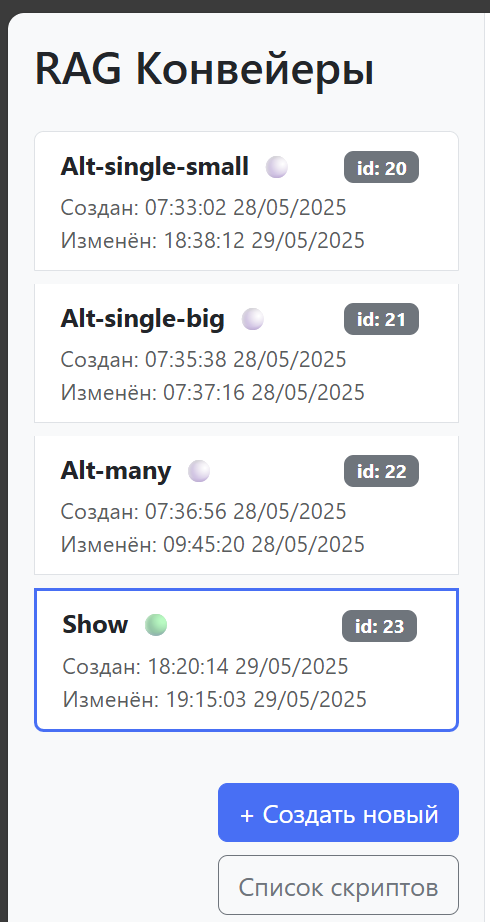 RAG Конвейеры
Alt-single-small id: 20
Создан: 07:33:02 28/05/2025
Изменён: 18:38:12 29/05/2025
Alt-single-big id: 21
Создан: 07:35:38 28/05/2025
Изменён: 07:37:16 28/05/2025
Alt-many id: 22
Создан: 07:36:56 28/05/2025
Изменён: 09:45:20 28/05/2025
Show id: 23
Создан: 18:20:14 29/05/2025
Изменён: 19:15:03 29/05/2025
+ Создать новый
Список скриптов